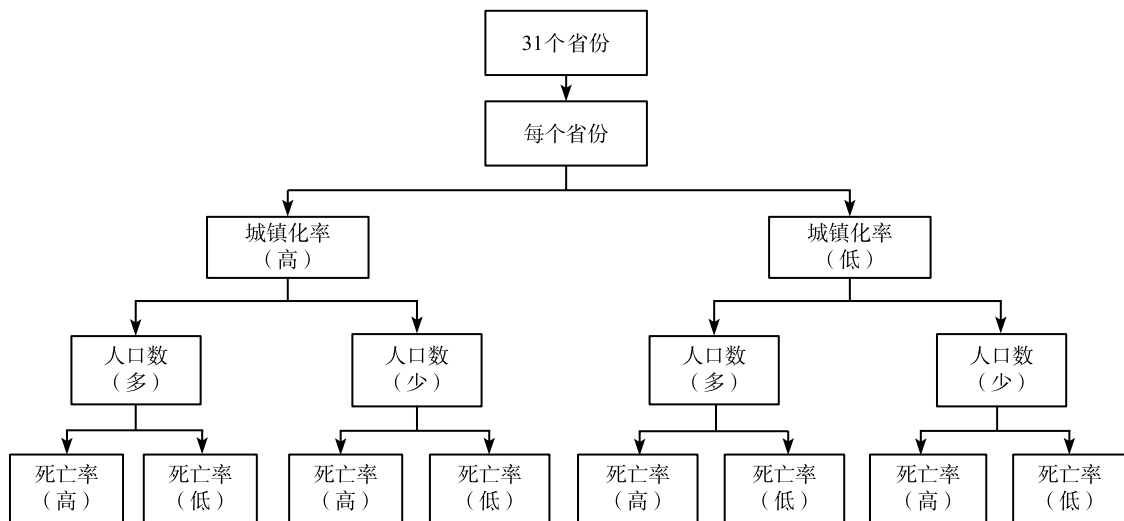 31个省份
每个省份
城镇化率
（高）
城镇化率
（低）
人口数
（多）
人口数
（少）
人口数
（多）
人口数
（少）
死亡率
（高）
死亡率
（低）
死亡率
（高）
死亡率
（低）
死亡率
（高）
死亡率
（低）
死亡率
（高）
死亡率
（低）